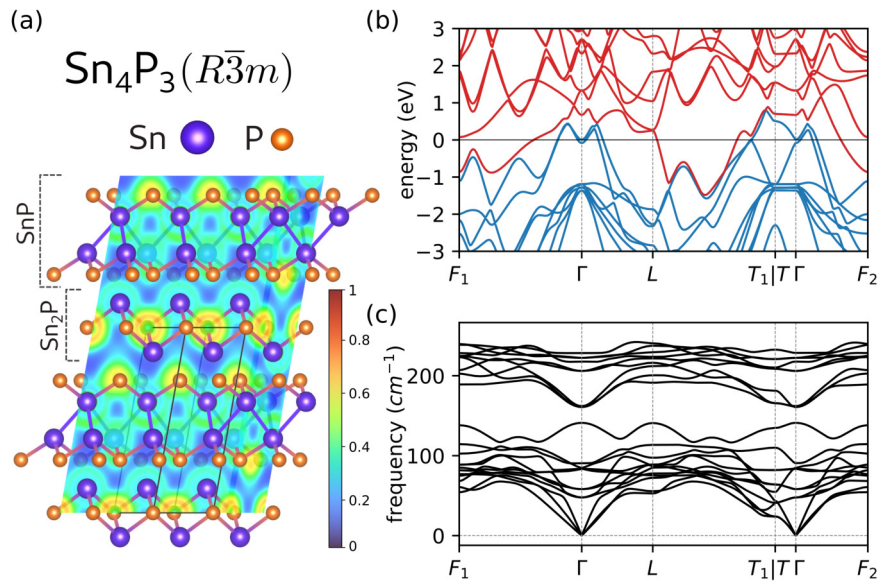 (a)
Sn₄P₃(R3̅m)
Sn P
SnP
Sn₂P
1
0.8
0.6
0.4
0.2
0
(b)
energy (eV)
3
2
1
0
−1
−2
−3
F₁ Γ L T₁|T Γ F₂
(c)
frequency (cm⁻¹)
200
100
0
F₁ Γ L T₁|T Γ F₂